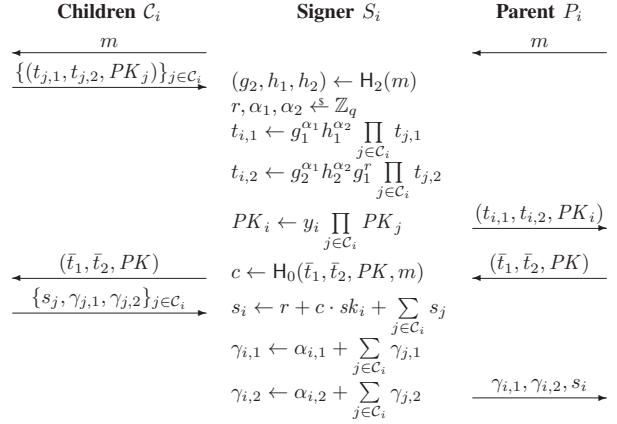 Children 𝒞ᵢ Signer Sᵢ Parent Pᵢ
m m
{(t_{j,1}, t_{j,2}, PK_j)}_{j∈𝒞_i} (g_2, h_1, h_2) ← H_2(m)
r, α_1, α_2 ←$ ℤ_q
t_{i,1} ← g_1^{α_1} h_1^{α_2} ∏_{j∈𝒞_i} t_{j,1}
t_{i,2} ← g_2^{α_1} h_2^{α_2} g_1^r ∏_{j∈𝒞_i} t_{j,2}
PK_i ← y_i ∏_{j∈𝒞_i} PK_j (t_{i,1}, t_{i,2}, PK_i)
(t̄_1, t̄_2, PK) c ← H_0(t̄_1, t̄_2, PK, m) (t̄_1, t̄_2, PK)
{s_j, γ_{j,1}, γ_{j,2}}_{j∈𝒞_i} s_i ← r + c · sk_i + ∑_{j∈𝒞_i} s_j
γ_{i,1} ← α_{i,1} + ∑_{j∈𝒞_i} γ_{j,1}
γ_{i,2} ← α_{i,2} + ∑_{j∈𝒞_i} γ_{j,2} γ_{i,1}, γ_{i,2}, s_i